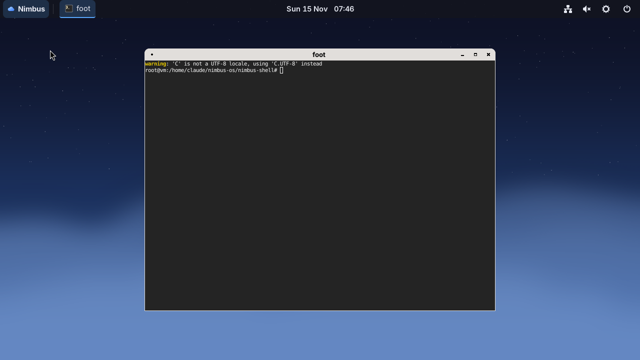 Nimbus
foot
Sun 15 Nov 07:46
foot
warning: 'C' is not a UTF-8 locale, using 'C.UTF-8' instead
root@vm:/home/claude/nimbus-os/nimbus-shell#